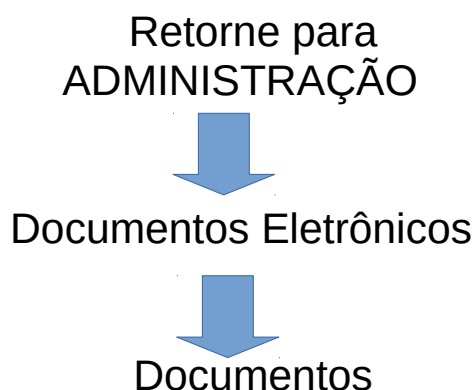 Retorne para
ADMINISTRAÇÃO
Documentos Eletrônicos
Documentos